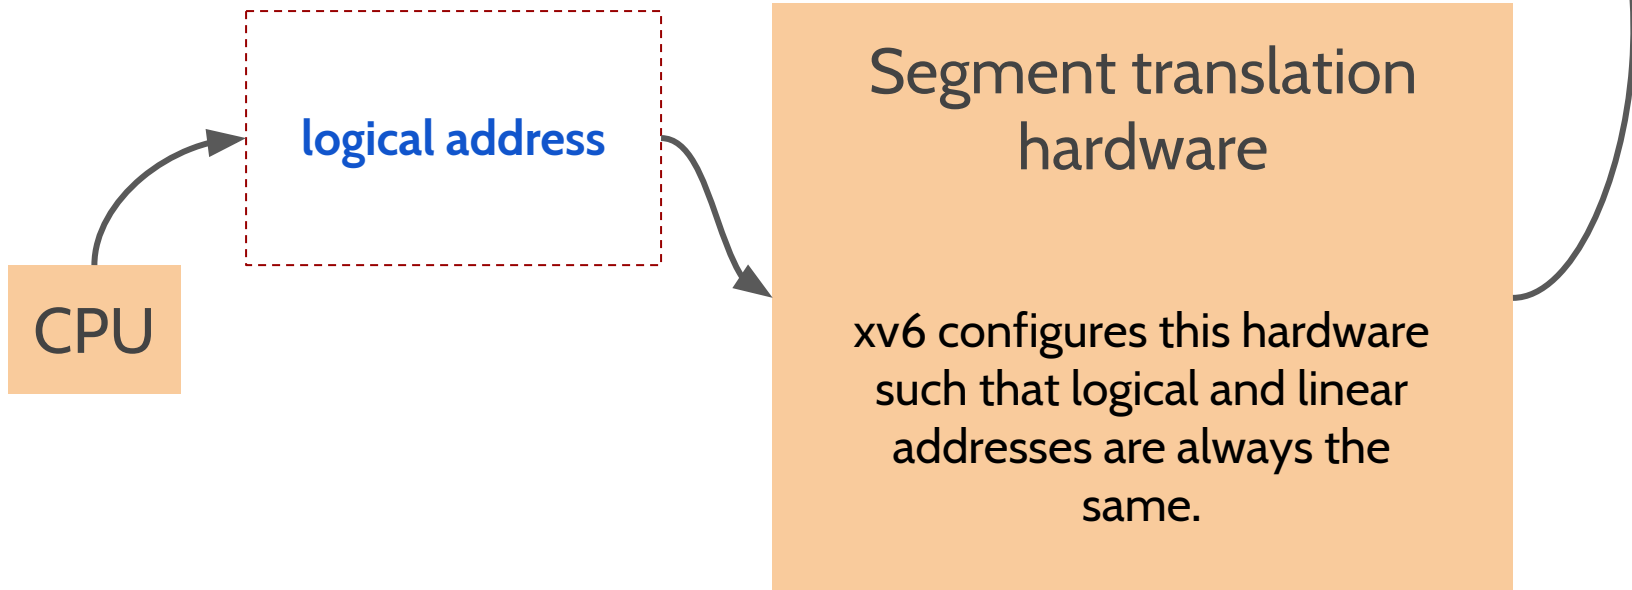 logical address
CPU
Segment translation
hardware
xv6 configures this hardware
such that logical and linear
addresses are always the
same.